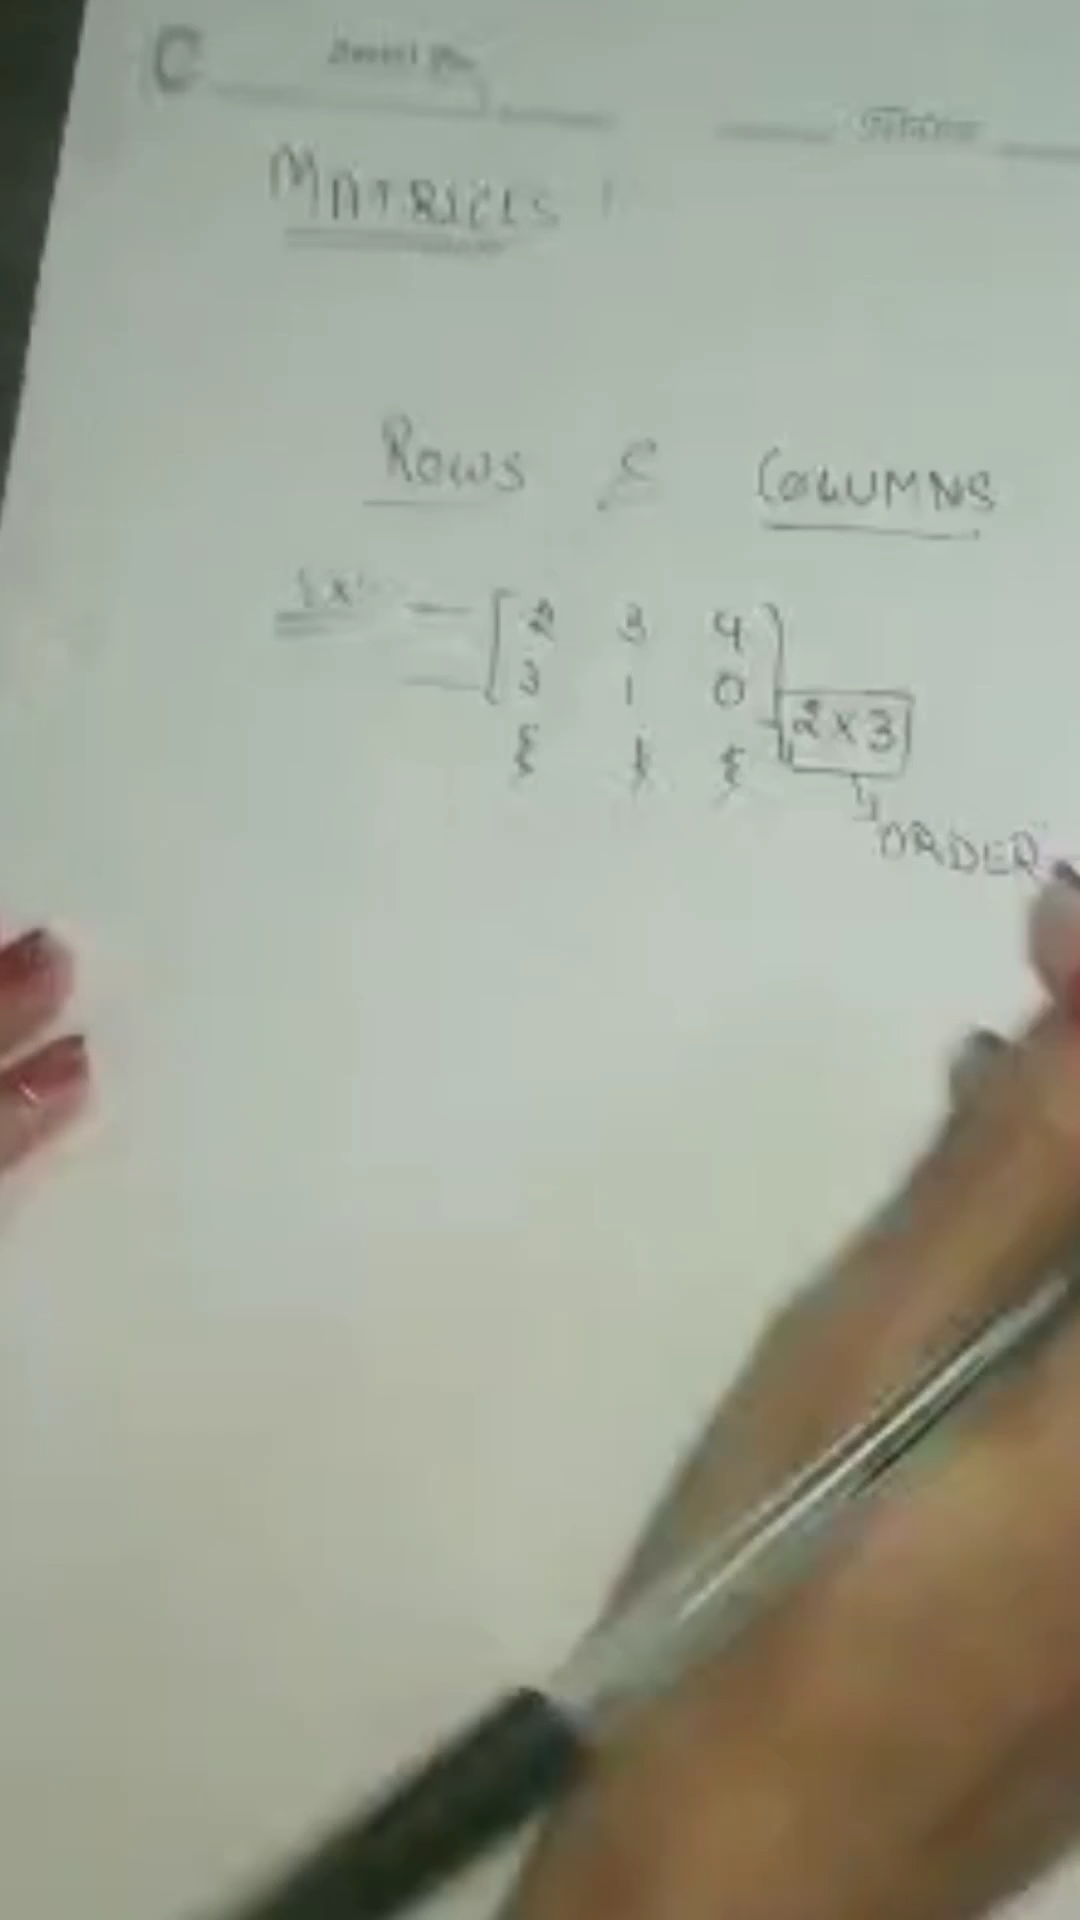 MATRICES
ROWS & COLUMNS
Ex:- [2 3 4
3 1 0] 2x3
ORDER